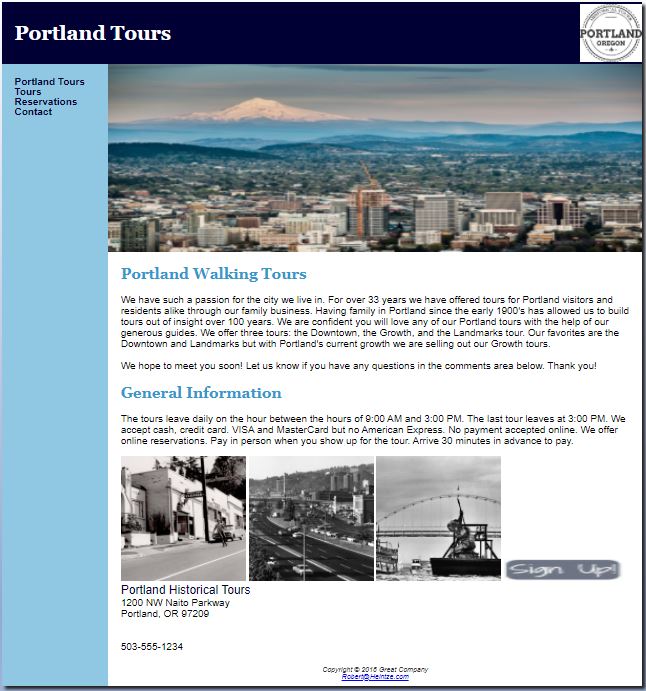 Portland Tours
HISTORICAL TOURS
PORTLAND
OREGON
Portland Tours
Tours
Reservations
Contact
Portland Walking Tours
We have such a passion for the city we live in. For over 33 years we have offered tours for Portland visitors and
residents alike through our family business. Having family in Portland since the early 1900's has allowed us to build
tours out of insight over 100 years. We are confident you will love any of our Portland tours with the help of our
generous guides. We offer three tours: the Downtown, the Growth, and the Landmarks tour. Our favorites are the
Downtown and Landmarks but with Portland's current growth we are selling out our Growth tours.
We hope to meet you soon! Let us know if you have any questions in the comments area below. Thank you!
General Information
The tours leave daily on the hour between the hours of 9:00 AM and 3:00 PM. The last tour leaves at 3:00 PM. We
accept cash, credit card. VISA and MasterCard but no American Express. No payment accepted online. We offer
online reservations. Pay in person when you show up for the tour. Arrive 30 minutes in advance to pay.
Sign Up!
Portland Historical Tours
1200 NW Naito Parkway
Portland, OR 97209
503-555-1234
Copyright © 2016 Great Company
Robert@Heintze.com